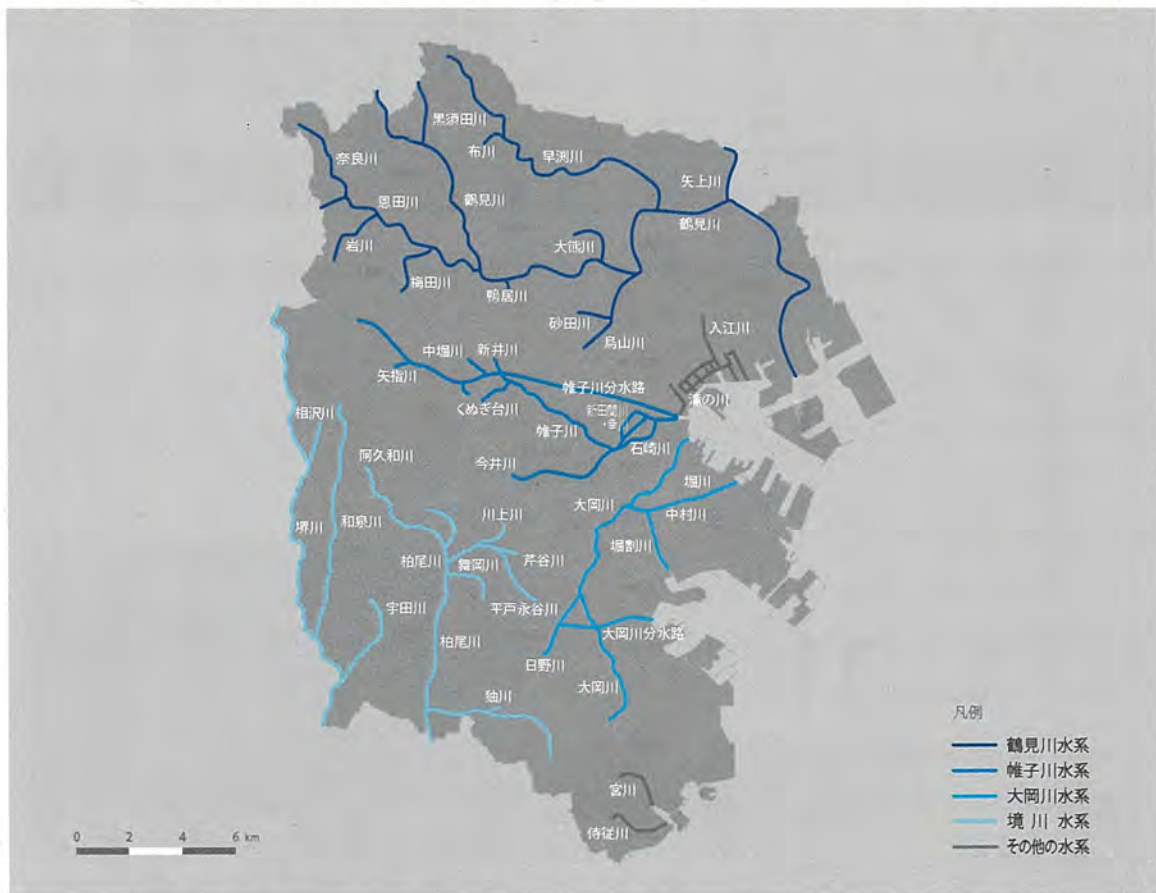 黒須田川
奈良川
布川
早渕川
矢上川
恩田川
鶴見川
鶴見川
岩川
大熊川
梅田川
鴨居川
砂田川
鳥山川
入江川
中堀川
新井川
矢指川
帷子川分水路
滝の川
くぬぎ台川
新田間川
・幸川
相沢川
帷子川
石崎川
阿久和川
今井川
堀川
大岡川
中村川
川上川
堺川
和泉川
堀割川
柏尾川
舞岡川
芹谷川
宇田川
平戸永谷川
大岡川分水路
柏尾川
日野川
大岡川
㹨川
宮川
侍従川
凡例
鶴見川水系
帷子川水系
大岡川水系
境川 水系
その他の水系
0 2 4 6 km